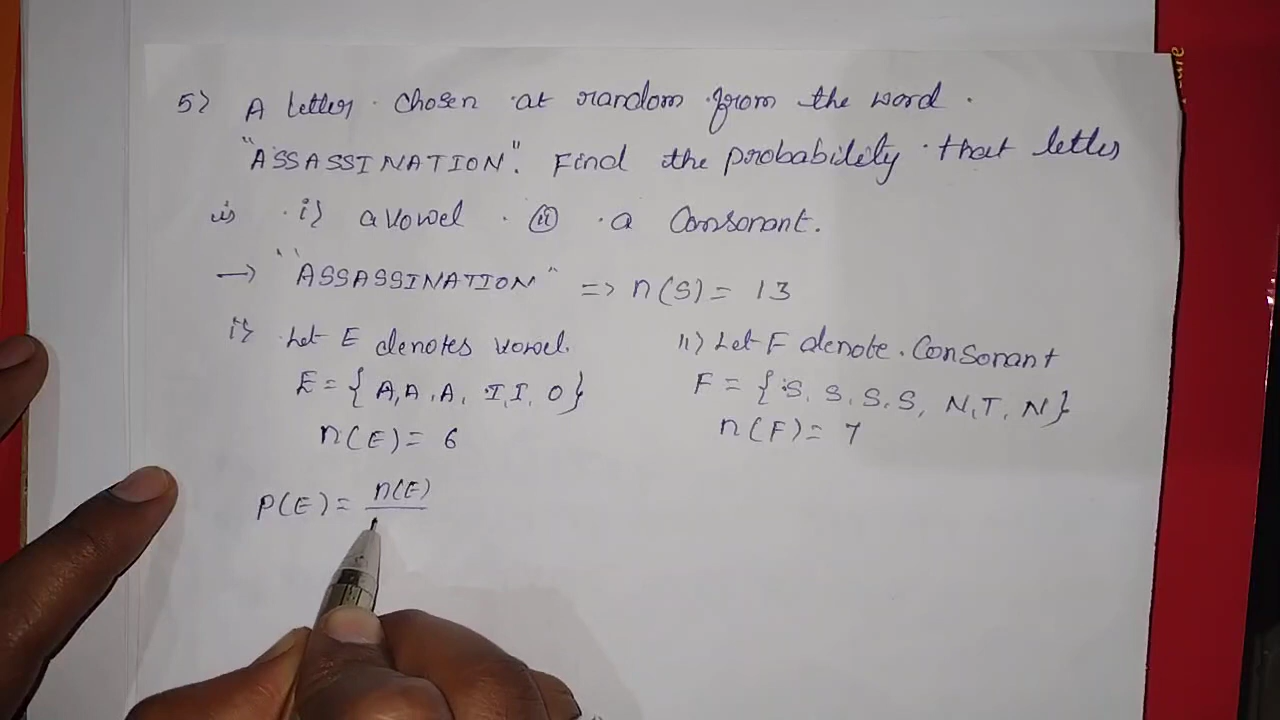 5) A letter chosen at random from the word
"ASSASSINATION". Find the probability that letter
is i) a vowel (ii) a Consonant.
→ "ASSASSINATION" => n(S) = 13
i) Let E denotes vowel.
E = { A, A, A, I, I, O }
n(E) = 6
P(E) = n(E)
ii) Let F denote Consonant
F = { S, S, S, S, N, T, N }
n(F) = 7